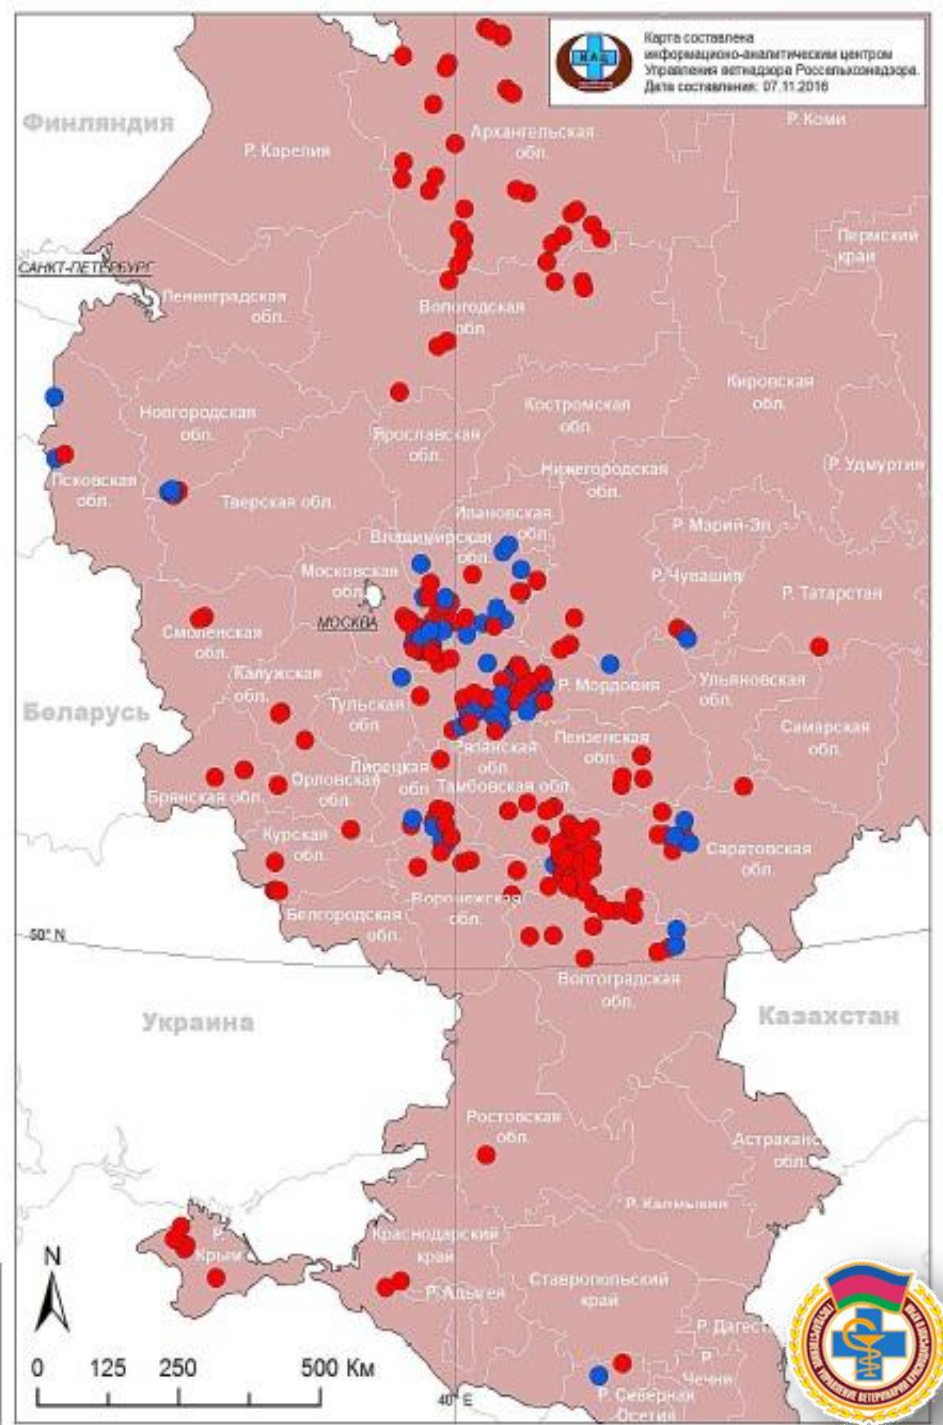 Карта составлена
информационо-аналитическим центром
Управления ветнадзора Россельхознадзора.
Дата составления: 07.11.2016
Финляндия
Р. Карелия
Архангельская
обл.
Р. Коми
Пермский
край
САНКТ-ПЕТЕРБУРГ
Ленинградская
обл.
Вологодская
обл.
Новгородская
обл.
Ярославская
обл.
Костромская
обл.
Кировская
обл.
Псковская
обл.
Тверская обл.
Нижегородская
обл.
Р. Удмуртия
Ивановская
обл.
Владимирская
обл.
Р. Марий-Эл
Московская
обл.
МОСКВА
Р. Чувашия
Р. Татарстан
Смоленская
обл.
Калужская
обл.
Тульская
обл.
Р. Мордовия
Ульяновская
обл.
Беларусь
Рязанская
обл.
Пензенская
обл.
Самарская
обл.
Брянская обл.
Орловская
обл.
Липецкая
обл.
Тамбовская обл.
Курская
обл.
Саратовская
обл.
Воронежская
обл.
Белгородская
обл.
50° N
Волгоградская
обл.
Украина
Казахстан
Ростовская
обл.
Астраханс
обл.
Р. Калмыкия
Р.
Крым
Краснодарский
край
Р. Адыгея
Ставропольский
край
Р. Дагест
Р.
Чечня
Р. Северная
Осетия
N
0 125 250 500 Км
40° E